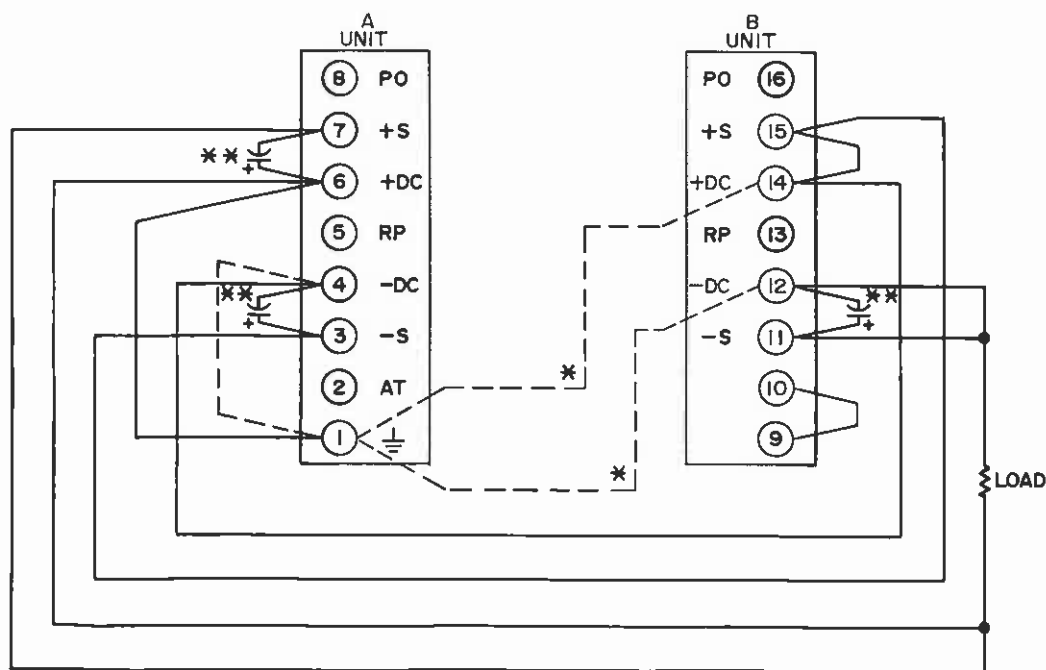 A
UNIT
B
UNIT
8 PO
7 +S
* *
+
6 +DC
5 RP
4 -DC
* *
+
3 -S
2 AT
1
PO 16
+S 15
+DC 14
RP 13
-DC 12
* *
+
-S 11
10
9
*
*
LOAD